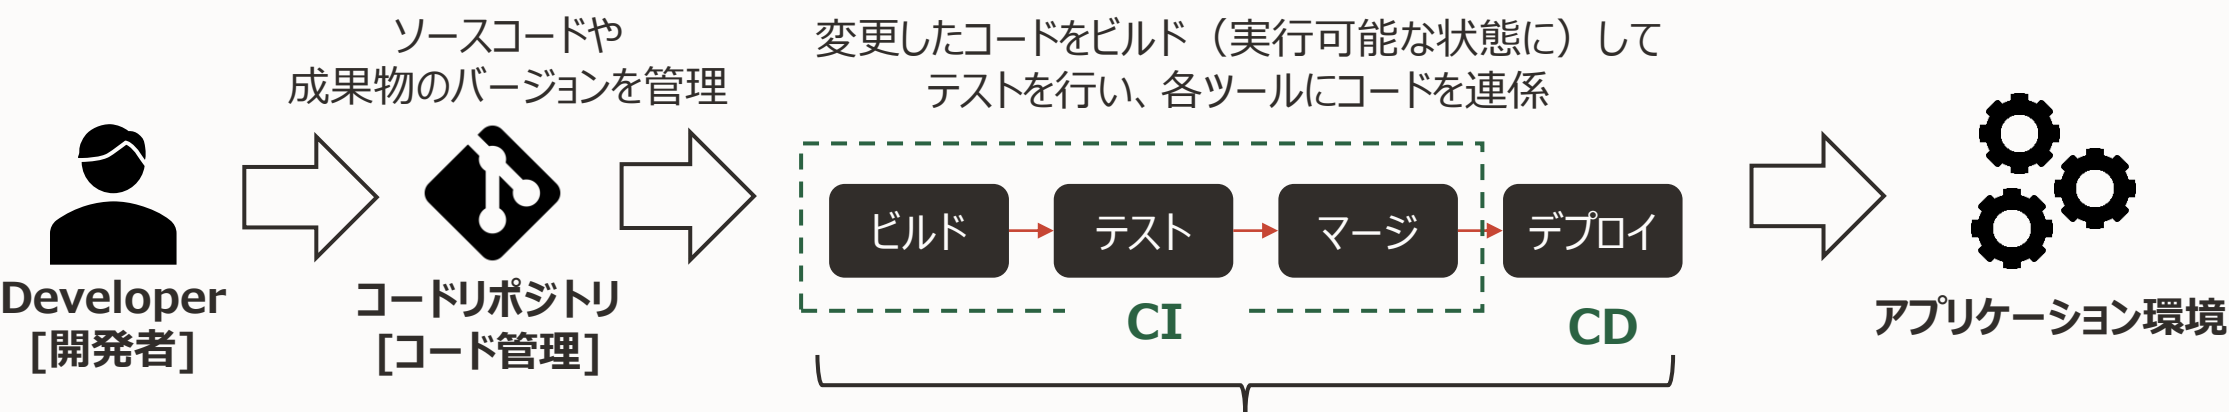 ソースコードや
成果物のバージョンを管理
変更したコードをビルド（実行可能な状態に）して
テストを行い、各ツールにコードを連係
Developer
[開発者]
コードリポジトリ
[コード管理]
ビルド
テスト
マージ
デプロイ
CI
CD
アプリケーション環境